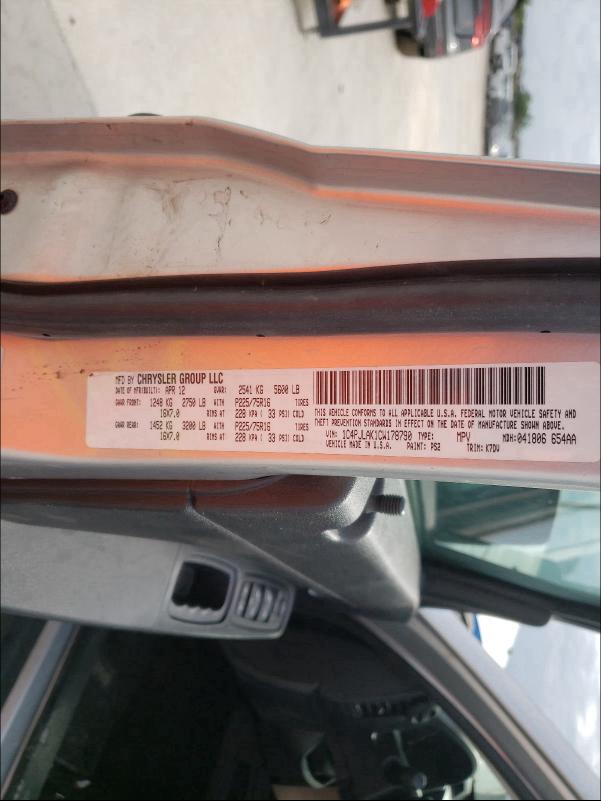 MFD BY CHRYSLER GROUP LLC
DATE OF MFR(BUILT): APR 12 GVWR: 2541 KG 5600 LB
GAWR FRONT: 1248 KG 2750 LB WITH P225/75R16 TIRES
16X7.0 RIMS AT 228 KPA ( 33 PSI) COLD
GAWR REAR: 1452 KG 3200 LB WITH P225/75R16 TIRES
16X7.0 RIMS AT 228 KPA ( 33 PSI) COLD
THIS VEHICLE CONFORMS TO ALL APPLICABLE U.S.A. FEDERAL MOTOR VEHICLE SAFETY AND
THEFT PREVENTION STANDARDS IN EFFECT ON THE DATE OF MANUFACTURE SHOWN ABOVE.
VIN: 1C4PJLAK1CW178790 TYPE: MPV MDH:041806 654AA
VEHICLE MADE IN U.S.A. PAINT: PS2 TRIM: K7DV